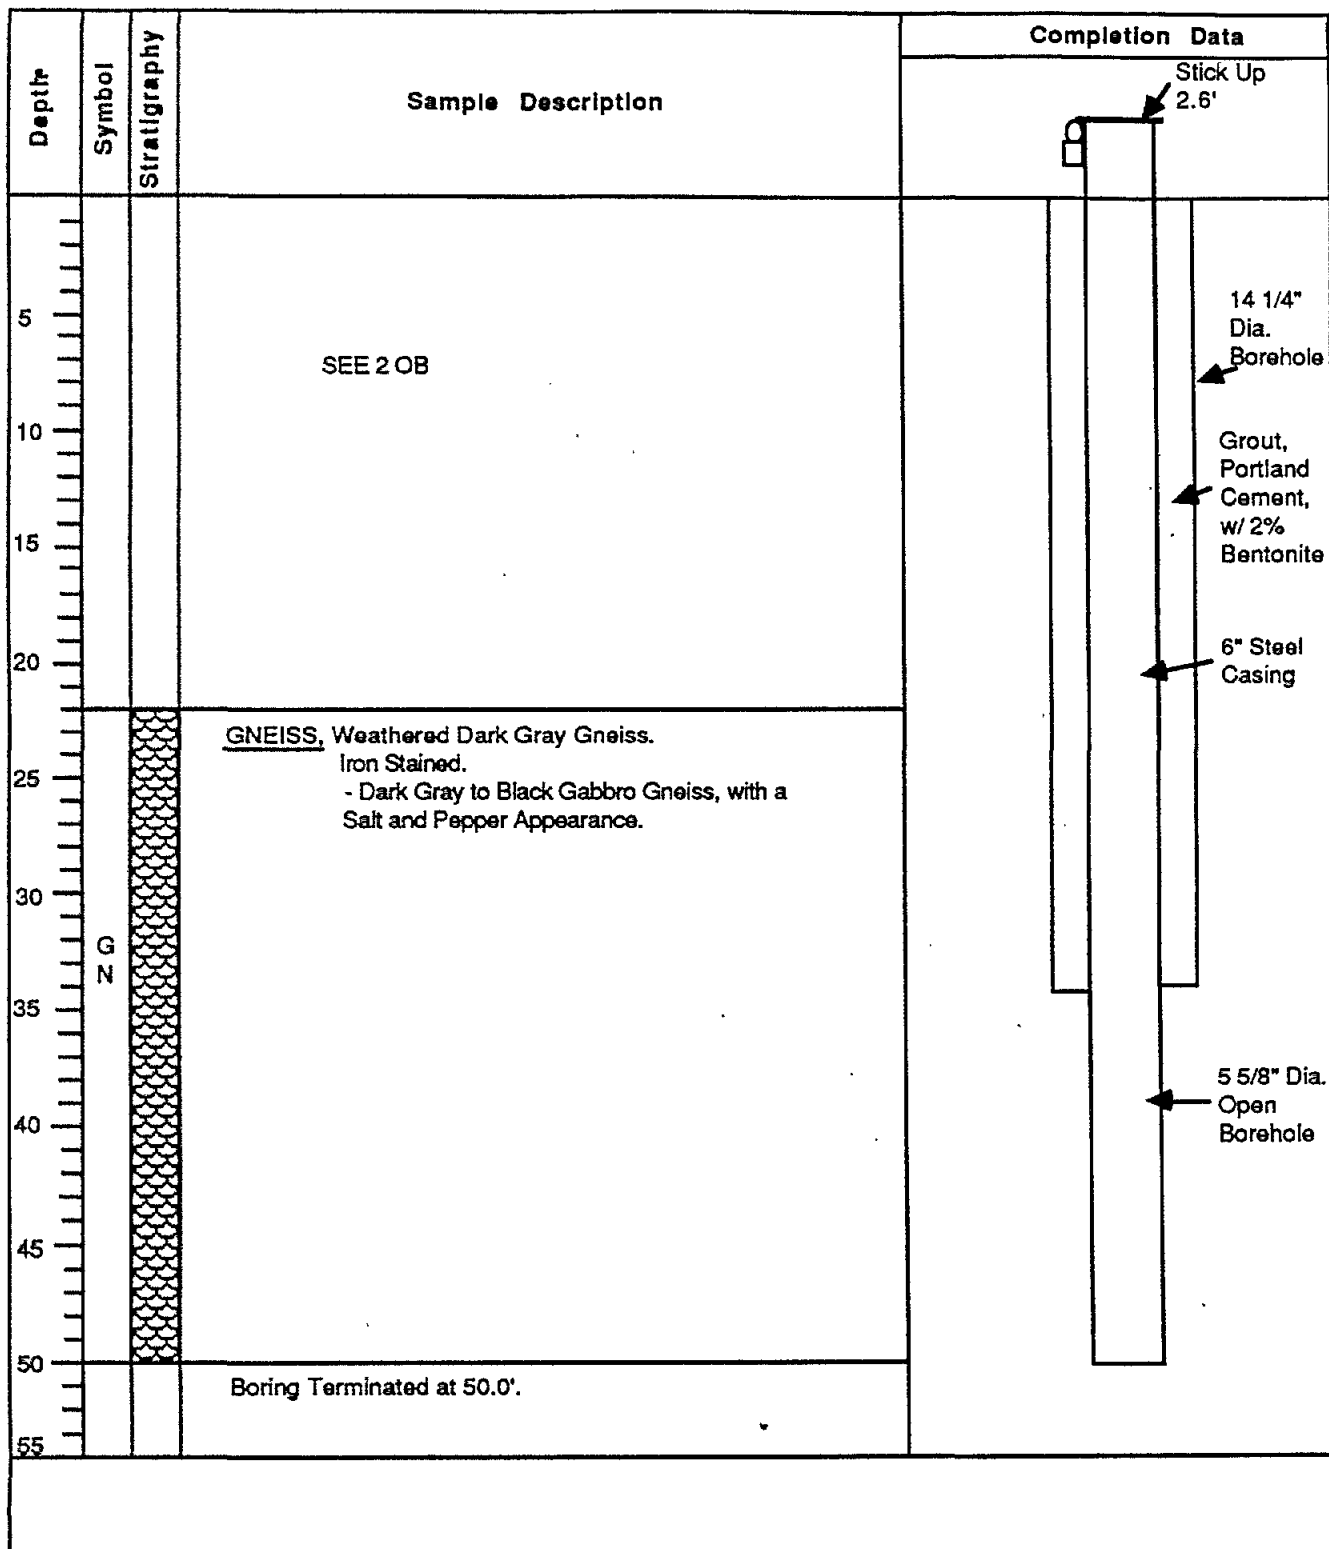 Depth
Symbol
Stratigraphy
Sample Description
Completion Data
Stick Up
2.6'
5
SEE 2 OB
14 1/4"
Dia.
Borehole
10
Grout,
Portland
Cement,
w/ 2%
Bentonite
15
20
6" Steel
Casing
GNEISS, Weathered Dark Gray Gneiss.
Iron Stained.
25
- Dark Gray to Black Gabbro Gneiss, with a
Salt and Pepper Appearance.
30
G
N
35
5 5/8" Dia.
Open
Borehole
40
45
50
Boring Terminated at 50.0'.
55